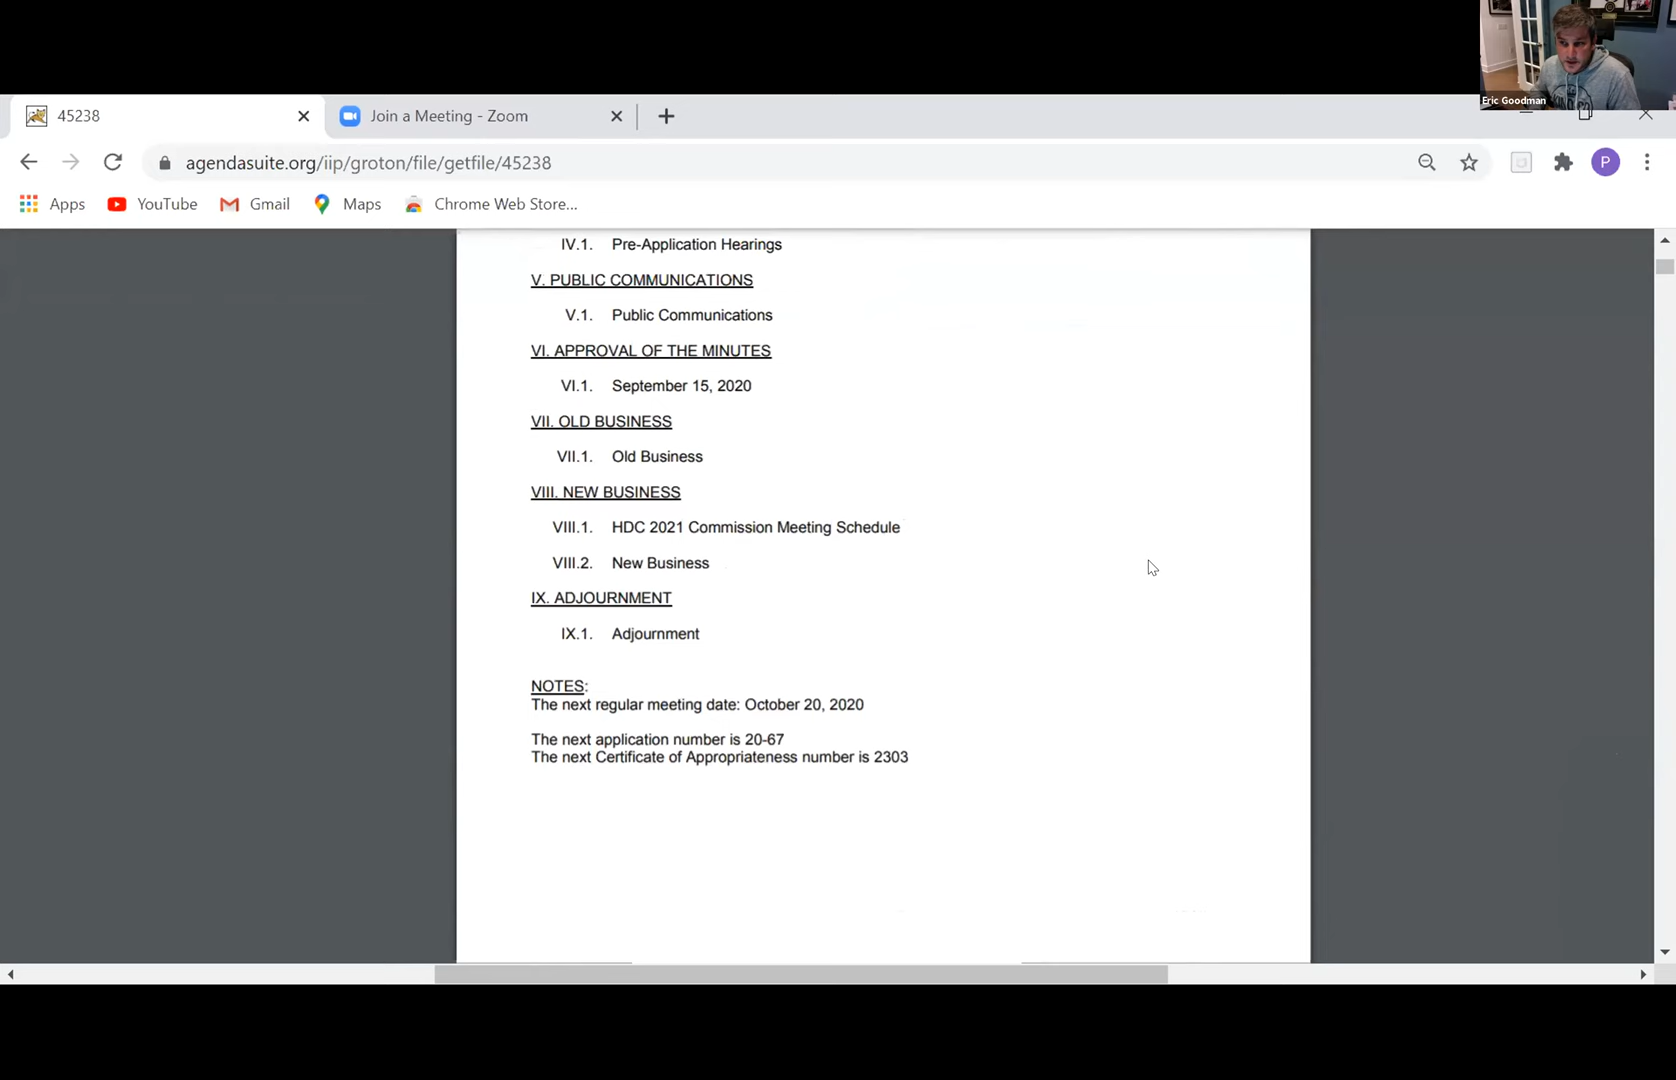 Eric Goodman
45238
Join a Meeting - Zoom
agendasuite.org/iip/groton/file/getfile/45238
P
Apps
YouTube
Gmail
Maps
Chrome Web Store...
IV.1. Pre-Application Hearings
V. PUBLIC COMMUNICATIONS
V.1. Public Communications
VI. APPROVAL OF THE MINUTES
VI.1. September 15, 2020
VII. OLD BUSINESS
VII.1. Old Business
VIII. NEW BUSINESS
VIII.1. HDC 2021 Commission Meeting Schedule
VIII.2. New Business
IX. ADJOURNMENT
IX.1. Adjournment
NOTES:
The next regular meeting date: October 20, 2020
The next application number is 20-67
The next Certificate of Appropriateness number is 2303